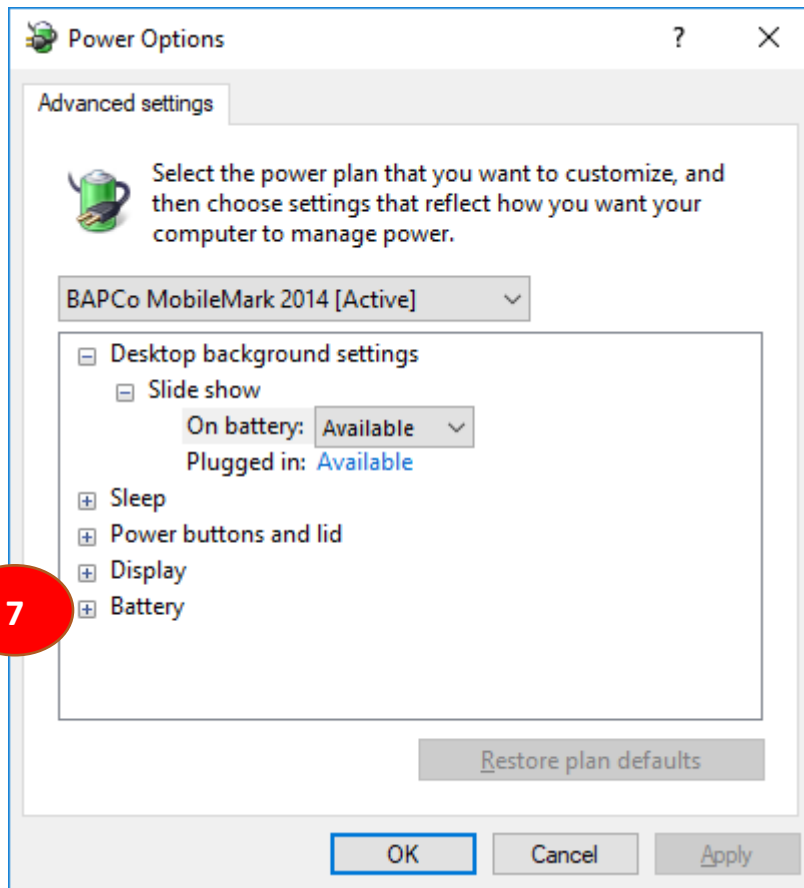 Power Options
?
Advanced settings
Select the power plan that you want to customize, and
then choose settings that reflect how you want your
computer to manage power.
BAPCo MobileMark 2014 [Active]
Desktop background settings
Slide show
On battery: Available
Plugged in: Available
Sleep
Power buttons and lid
Display
7 Battery
Restore plan defaults
OK Cancel Apply